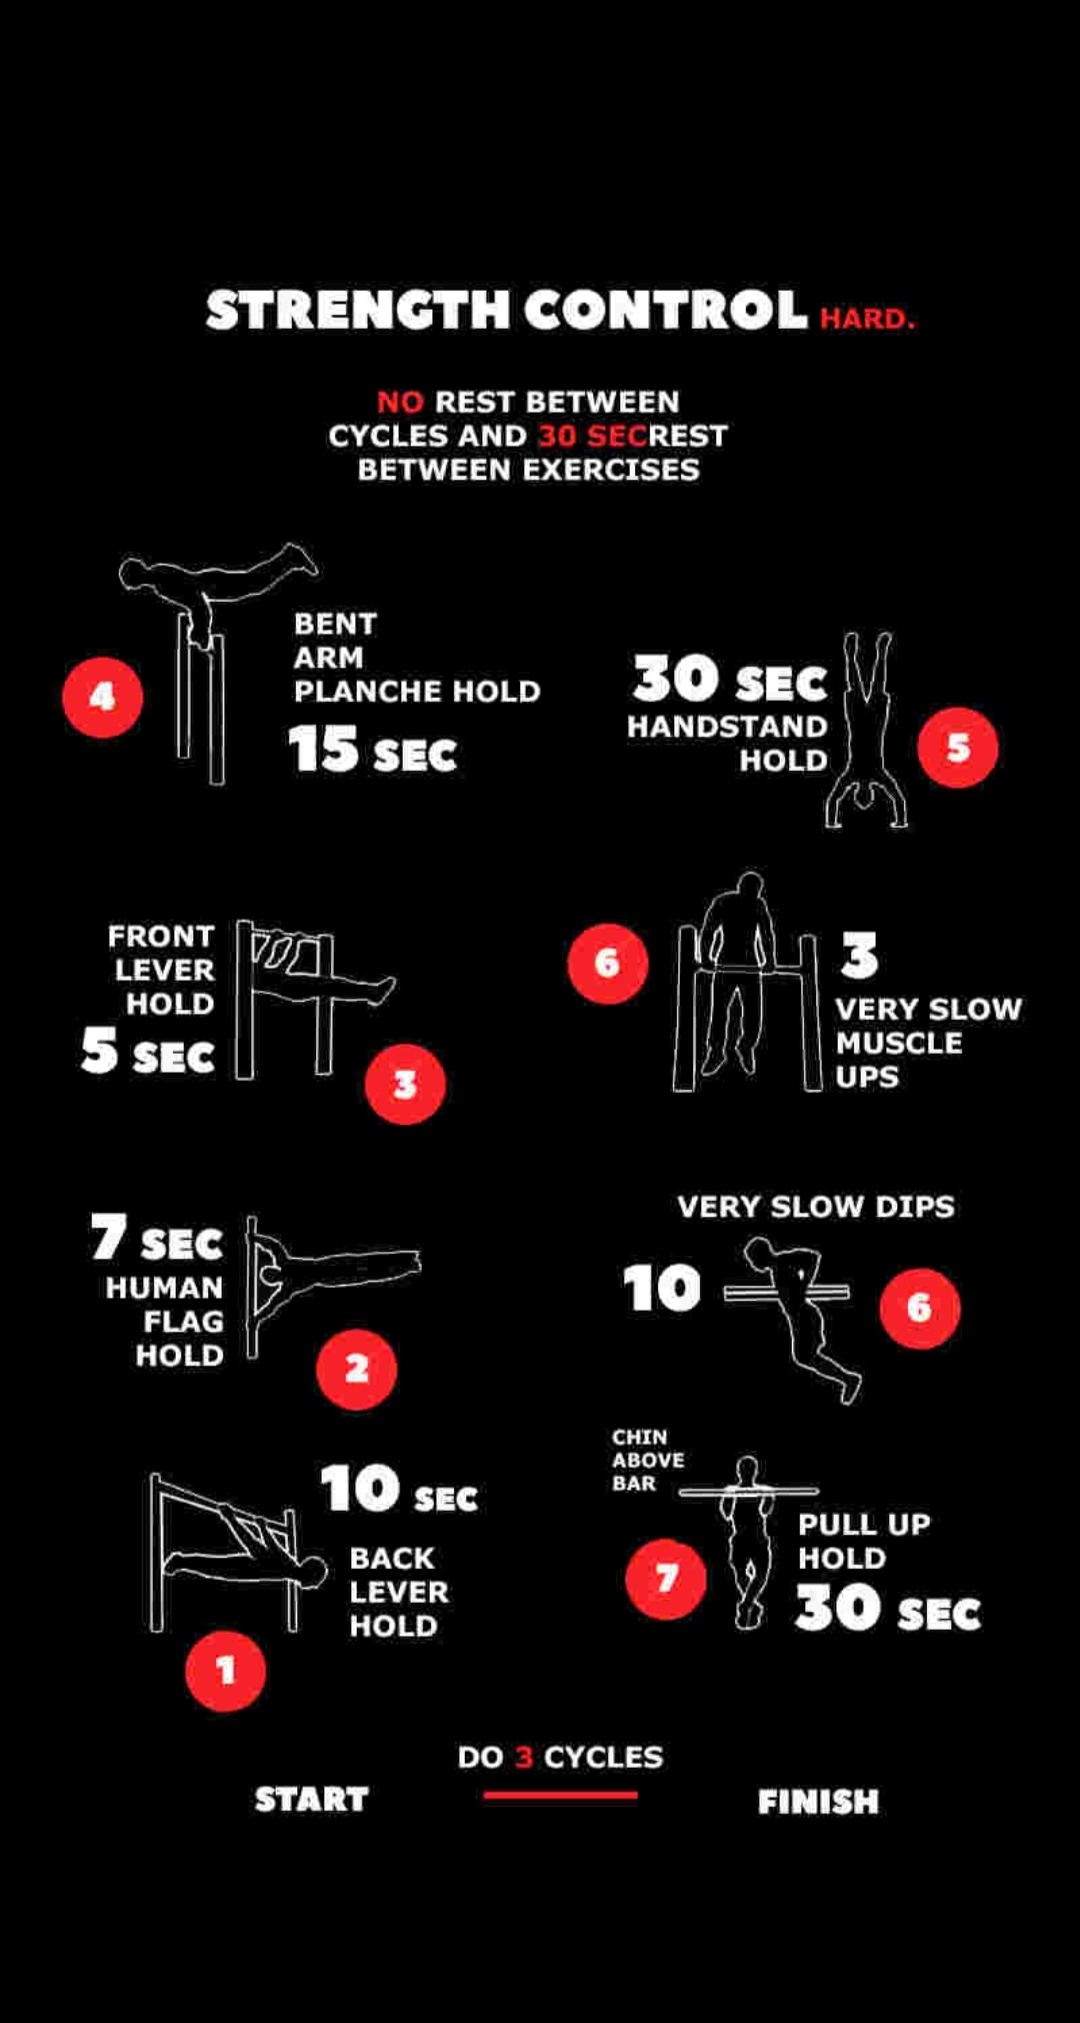 STRENGTH CONTROL HARD.
NO REST BETWEEN
CYCLES AND 30 SECREST
BETWEEN EXERCISES
BENT
ARM
PLANCHE HOLD
4
15 SEC
30 SEC
HANDSTAND
HOLD
5
FRONT
LEVER
HOLD
5 SEC
3
6
3
VERY SLOW
MUSCLE
UPS
7 SEC
HUMAN
FLAG
HOLD
2
VERY SLOW DIPS
10
6
10 SEC
BACK
LEVER
HOLD
1
CHIN
ABOVE
BAR
PULL UP
HOLD
7
30 SEC
DO 3 CYCLES
START
FINISH